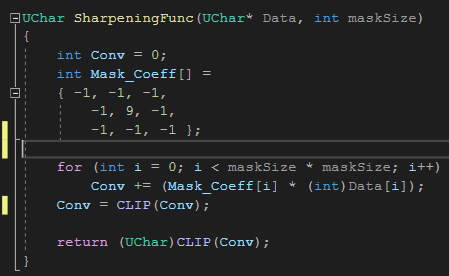 UChar SharpeningFunc(UChar* Data, int maskSize)
{
int Conv = 0;
int Mask_Coeff[] =
{ -1, -1, -1,
-1, 9, -1,
-1, -1, -1 };
for (int i = 0; i < maskSize * maskSize; i++)
Conv += (Mask_Coeff[i] * (int)Data[i]);
Conv = CLIP(Conv);
return (UChar)CLIP(Conv);
}